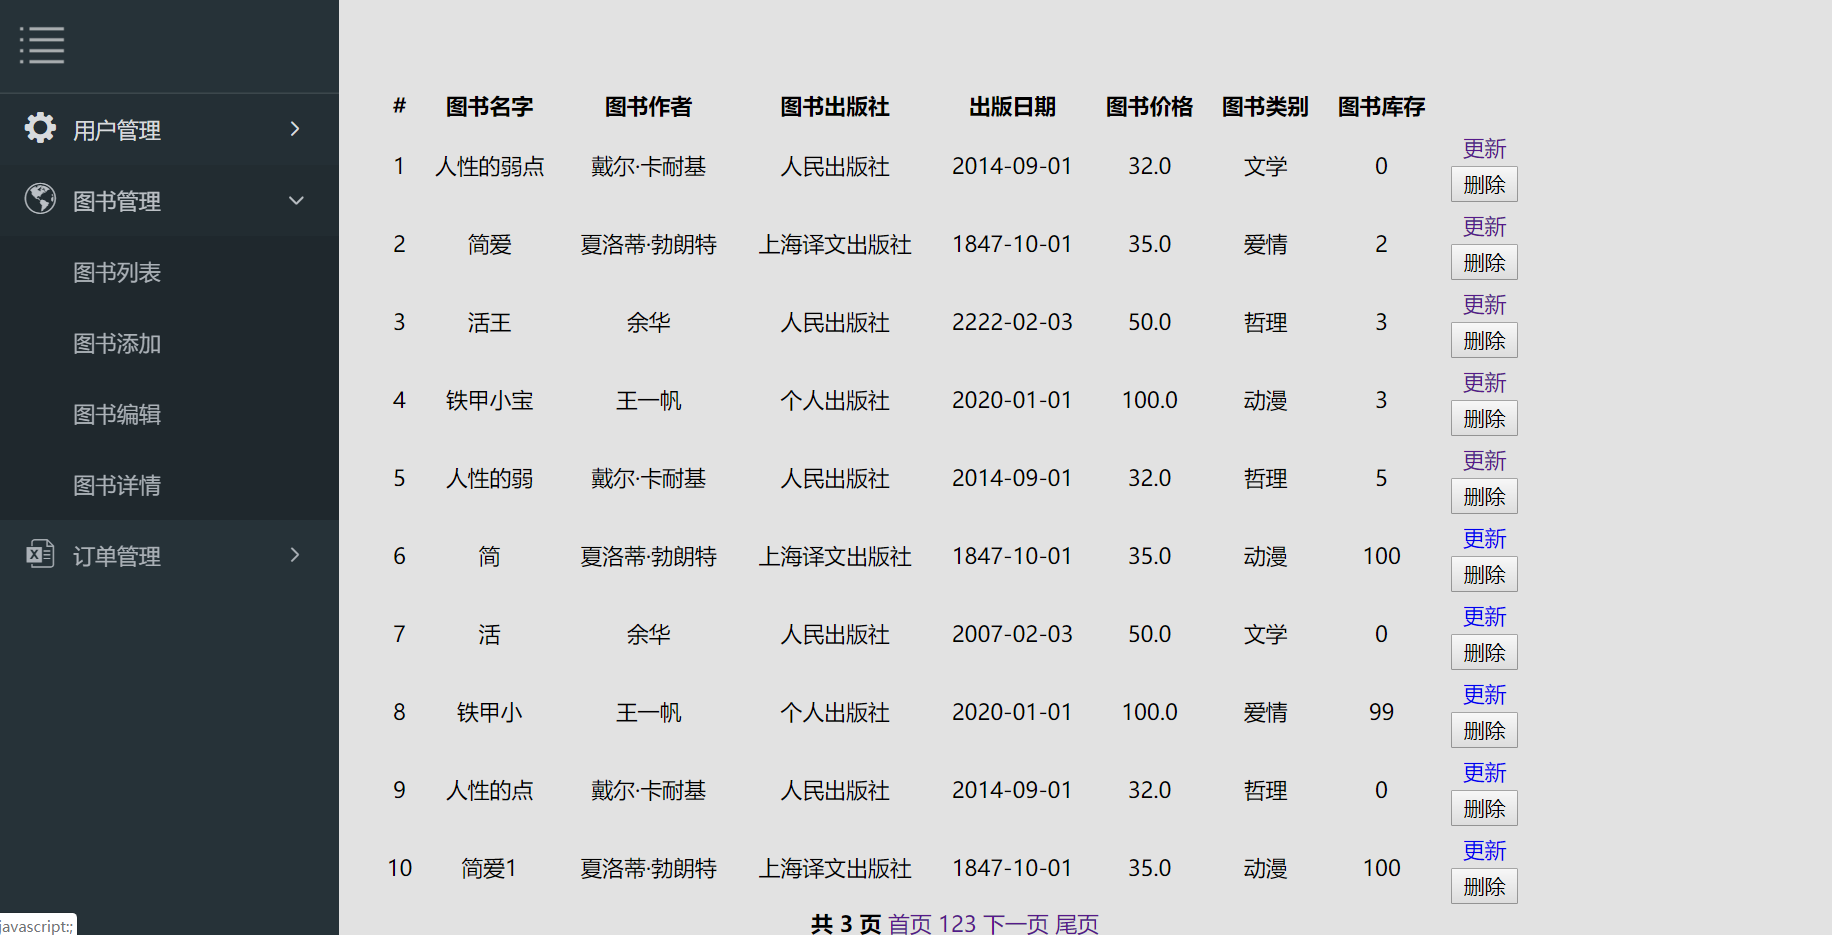 用户管理
图书管理
图书列表
图书添加
图书编辑
图书详情
订单管理
# 图书名字 图书作者 图书出版社 出版日期 图书价格 图书类别 图书库存
1 人性的弱点 戴尔·卡耐基 人民出版社 2014-09-01 32.0 文学 0 更新 删除
2 简爱 夏洛蒂·勃朗特 上海译文出版社 1847-10-01 35.0 爱情 2 更新 删除
3 活王 余华 人民出版社 2222-02-03 50.0 哲理 3 更新 删除
4 铁甲小宝 王一帆 个人出版社 2020-01-01 100.0 动漫 3 更新 删除
5 人性的弱 戴尔·卡耐基 人民出版社 2014-09-01 32.0 哲理 5 更新 删除
6 简 夏洛蒂·勃朗特 上海译文出版社 1847-10-01 35.0 动漫 100 更新 删除
7 活 余华 人民出版社 2007-02-03 50.0 文学 0 更新 删除
8 铁甲小 王一帆 个人出版社 2020-01-01 100.0 爱情 99 更新 删除
9 人性的点 戴尔·卡耐基 人民出版社 2014-09-01 32.0 哲理 0 更新 删除
10 简爱1 夏洛蒂·勃朗特 上海译文出版社 1847-10-01 35.0 动漫 100 更新 删除
共 3 页 首页 123 下一页 尾页
javascript:;